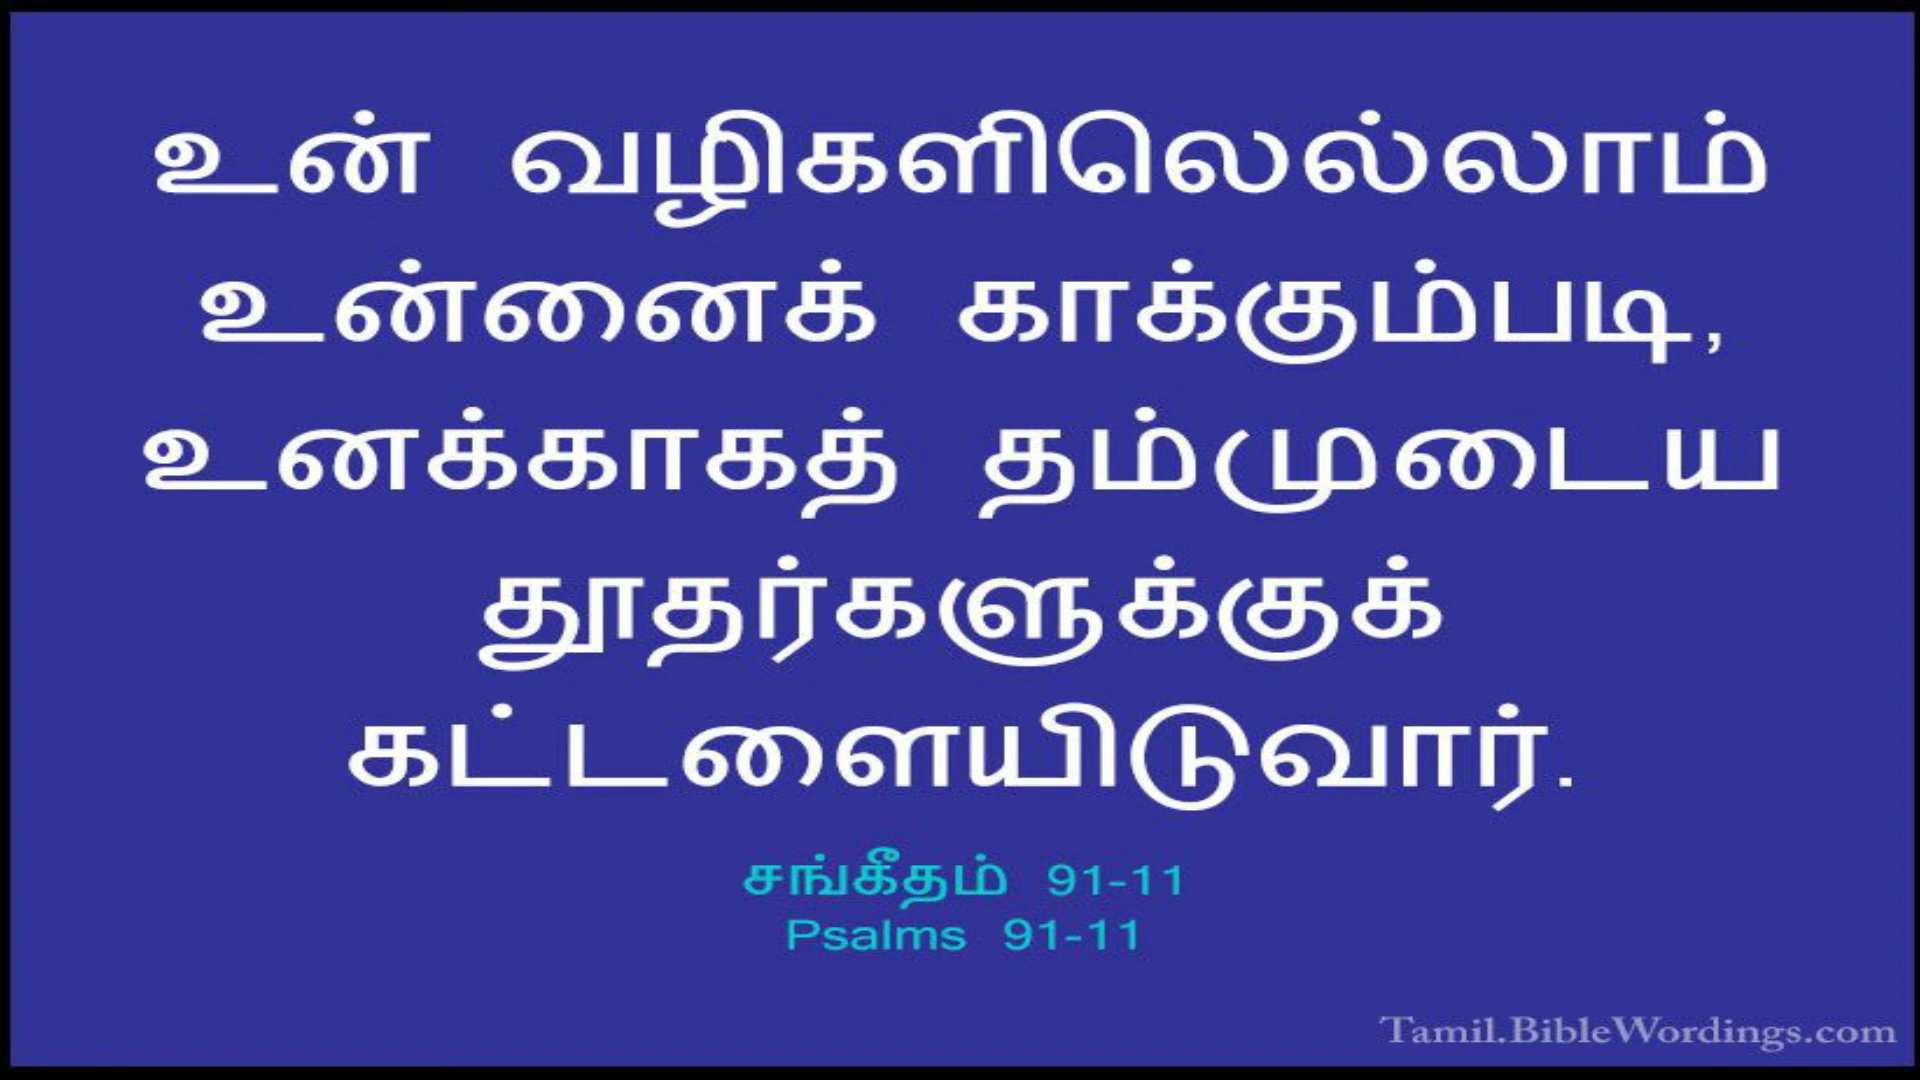 உன் வழிகளிலெல்லாம்
உன்னைக் காக்கும்படி,
உனக்காகத் தம்முடைய
தூதர்களுக்குக்
கட்டளையிடுவார்.
சங்கீதம் 91-11
Psalms 91-11
Tamil.BibleWordings.com